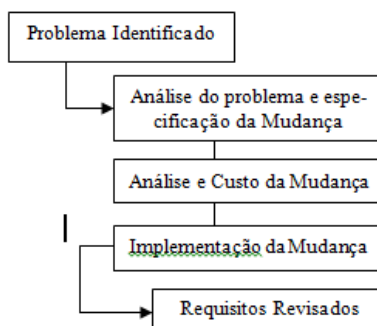 Problema Identificado
Análise do problema e espe-
cificação da Mudança
Análise e Custo da Mudança
Implementação da Mudança
Requisitos Revisados